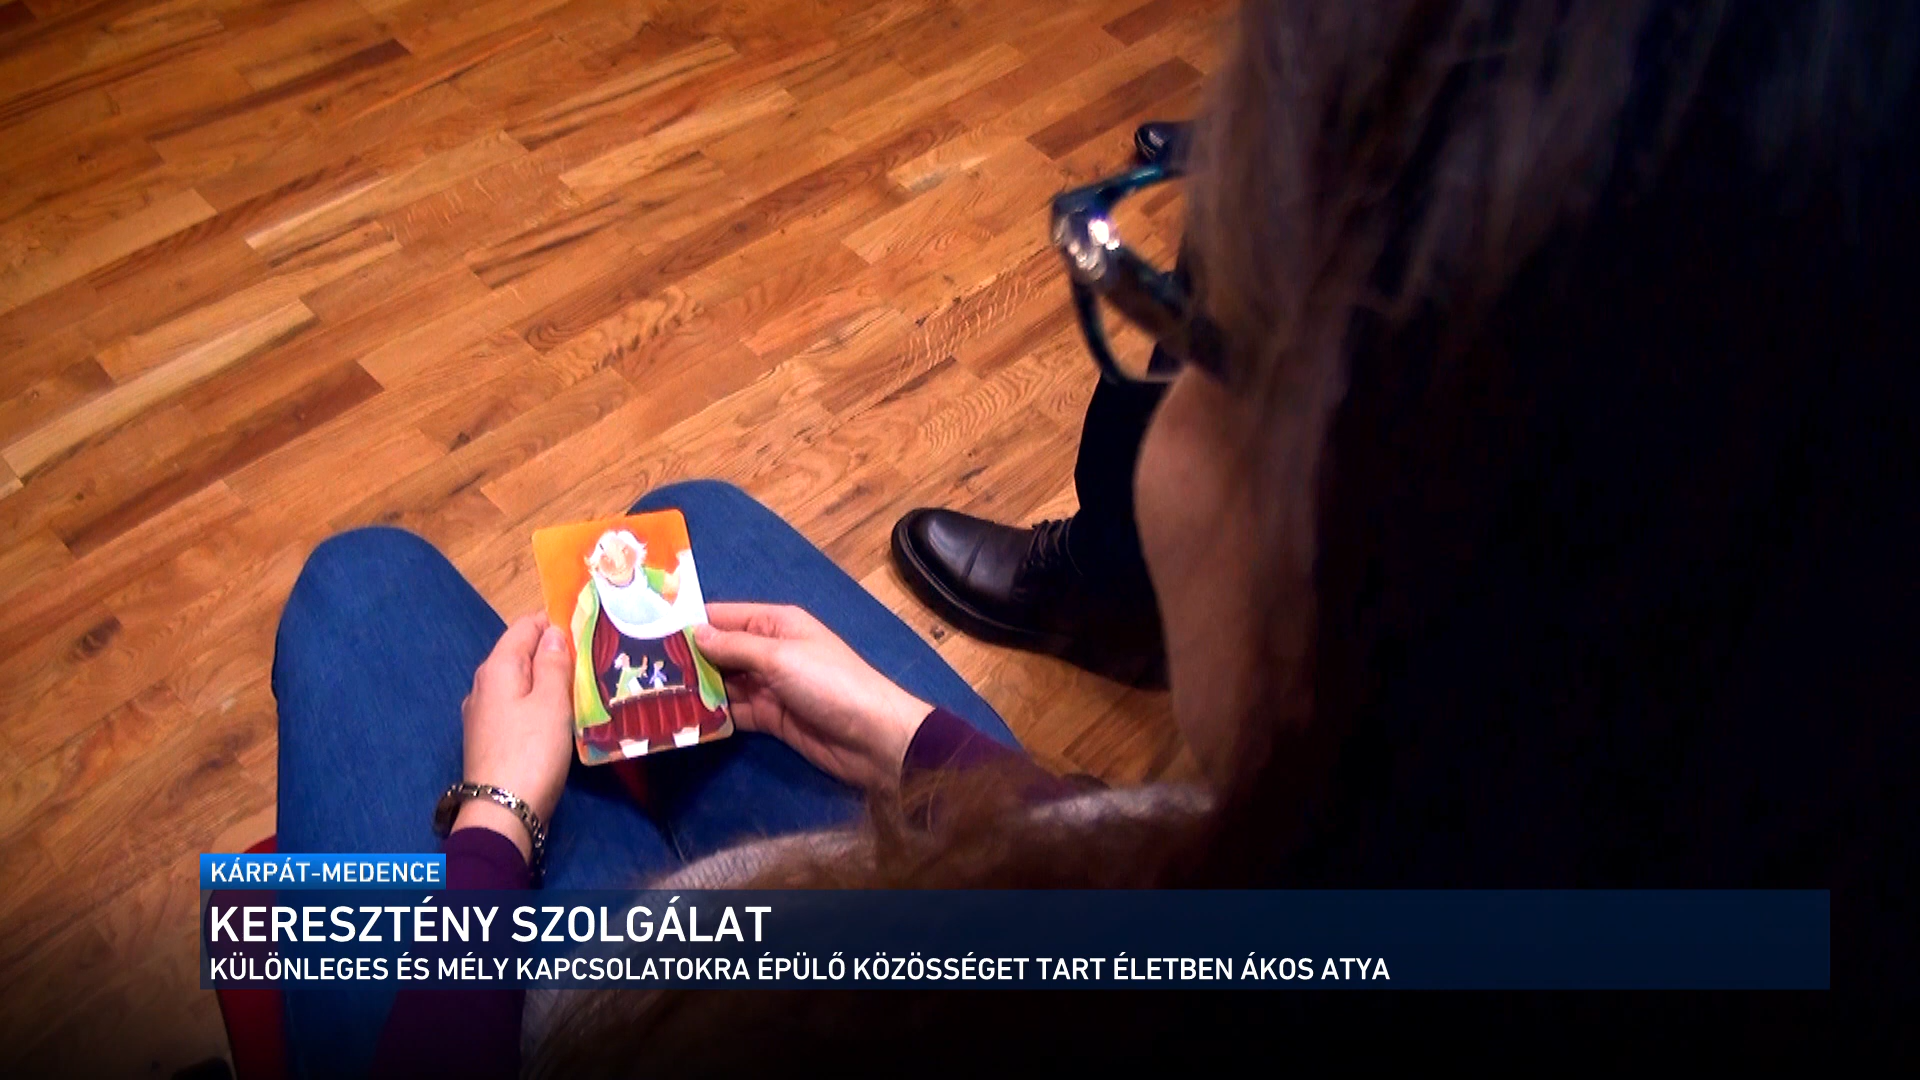 KÁRPÁT-MEDENCE
KERESZTÉNY SZOLGÁLAT
KÜLÖNLEGES ÉS MÉLY KAPCSOLATOKRA ÉPÜLŐ KÖZÖSSÉGET TART ÉLETBEN ÁKOS ATYA